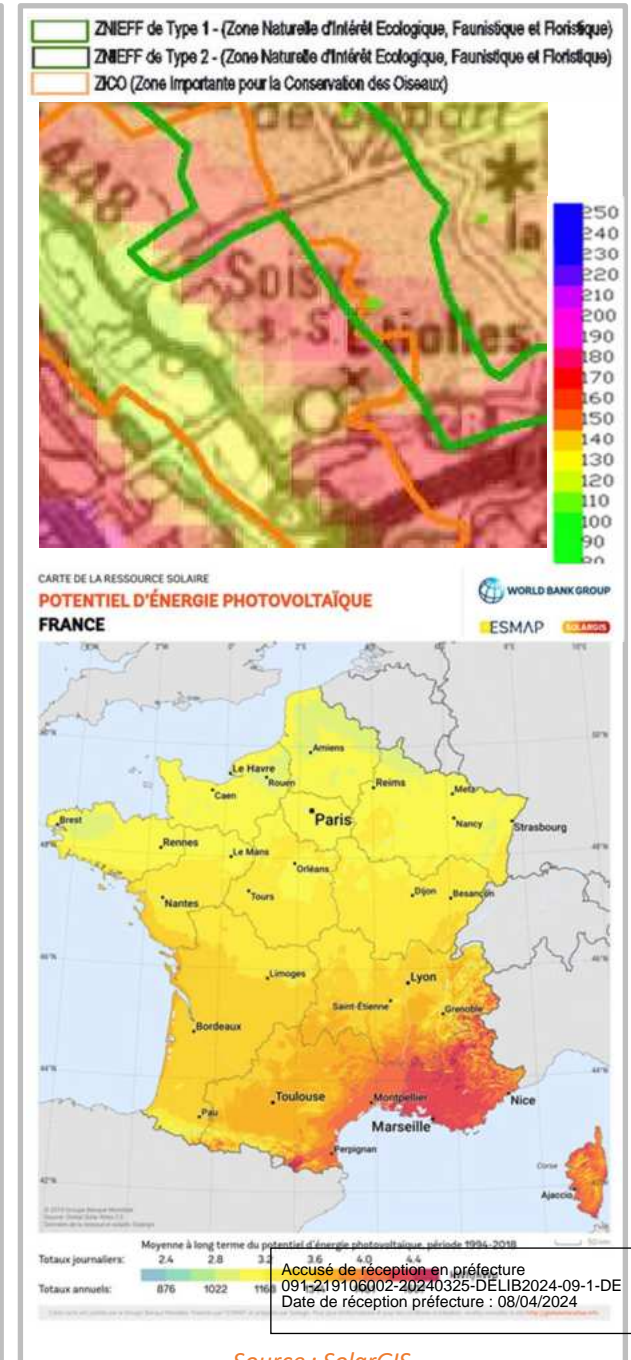 ZNIEFF de Type 1 - (Zone Naturelle d'Intérêt Ecologique, Faunistique et Floristique)
ZNIEFF de Type 2 - (Zone Naturelle d'Intérêt Ecologique, Faunistique et Floristique)
ZICO (Zone Importante pour la Conservation des Oiseaux)
448
la
Soisy
-s.-S.
Etiolles
250
240
230
220
210
200
190
180
170
160
150
140
130
120
110
100
90
80
CARTE DE LA RESSOURCE SOLAIRE
POTENTIEL D'ÉNERGIE PHOTOVOLTAÏQUE
FRANCE
WORLD BANK GROUP
ESMAP
SOLARGIS
Amiens
Le Havre
Rouen
Reims
Metz
Caen
Paris
Nancy
Strasbourg
Brest
Rennes
Le Mans
Orléans
Nantes
Tours
Dijon
Besançon
Limoges
Lyon
Saint-Étienne
Grenoble
Bordeaux
Toulouse
Montpellier
Nice
Pau
Marseille
Perpignan
Corse
Ajaccio
Moyenne à long terme du potentiel d'énergie photovoltaïque, période 1994-2018
Totaux journaliers: 2.4 2.8 3.2 3.6 4.0 4.4
Totaux annuels: 876 1022 1168
Accusé de réception en préfecture
091-219106002-20240325-DELIB2024-09-1-DE
Date de réception préfecture : 08/04/2024
Source : SolarGIS